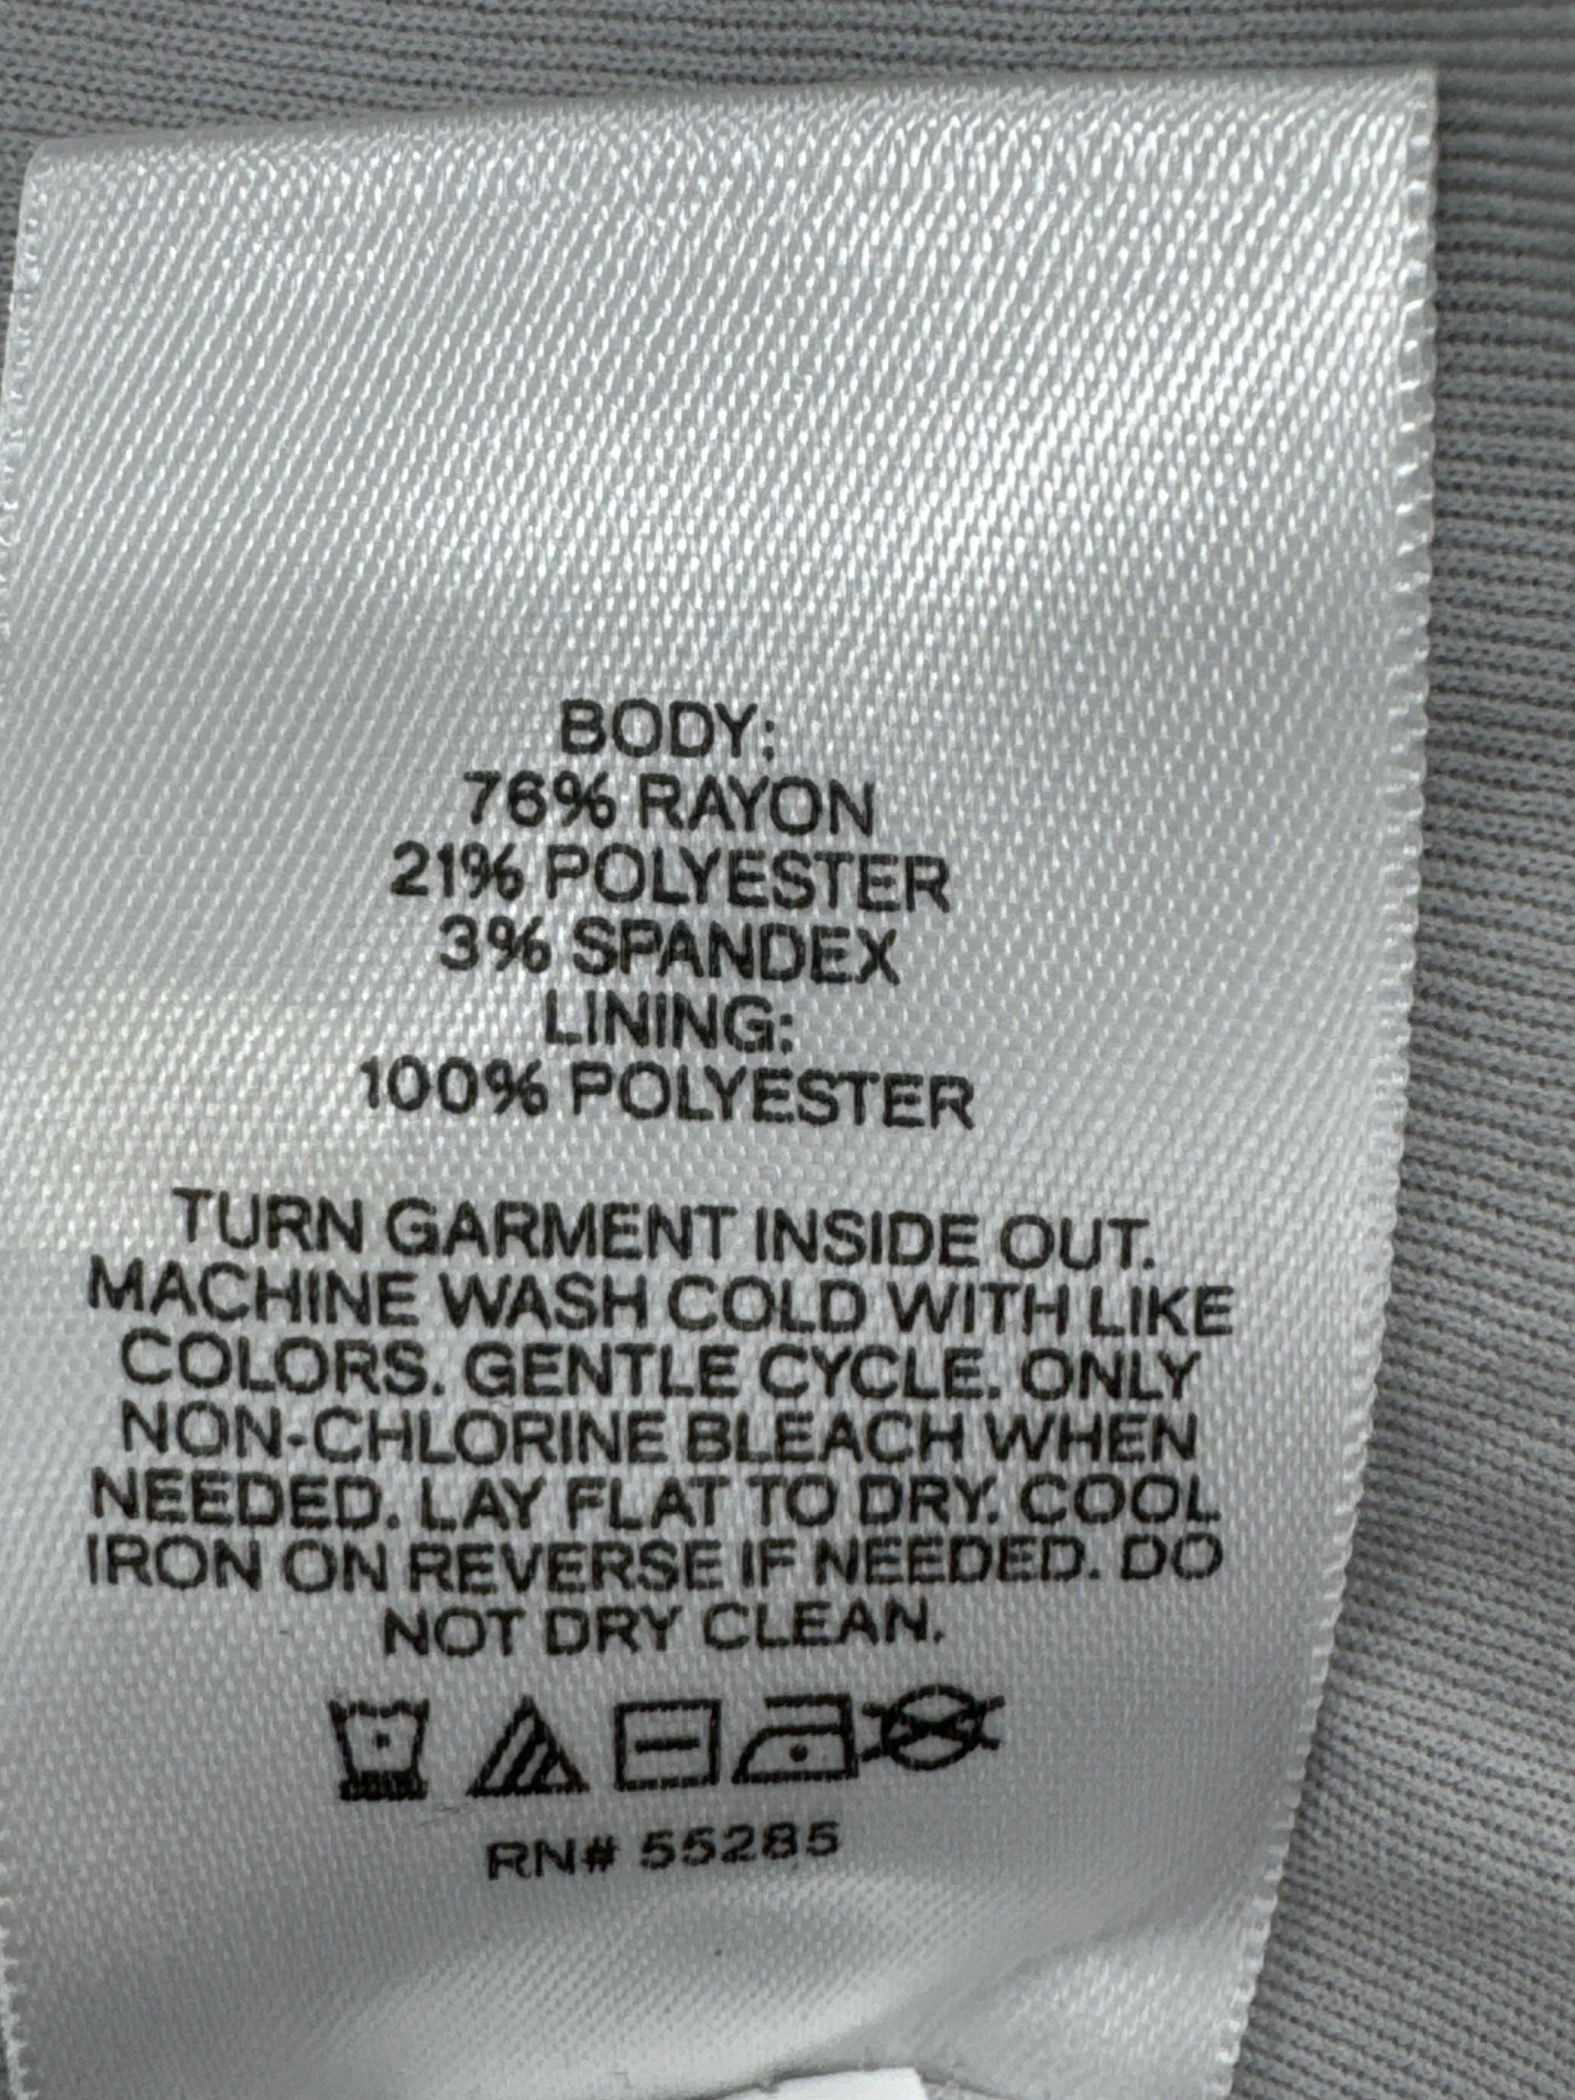 BODY:
76% RAYON
21% POLYESTER
3% SPANDEX
LINING:
100% POLYESTER
TURN GARMENT INSIDE OUT.
MACHINE WASH COLD WITH LIKE
COLORS. GENTLE CYCLE. ONLY
NON-CHLORINE BLEACH WHEN
NEEDED. LAY FLAT TO DRY. COOL
IRON ON REVERSE IF NEEDED. DO
NOT DRY CLEAN.
RN# 55285